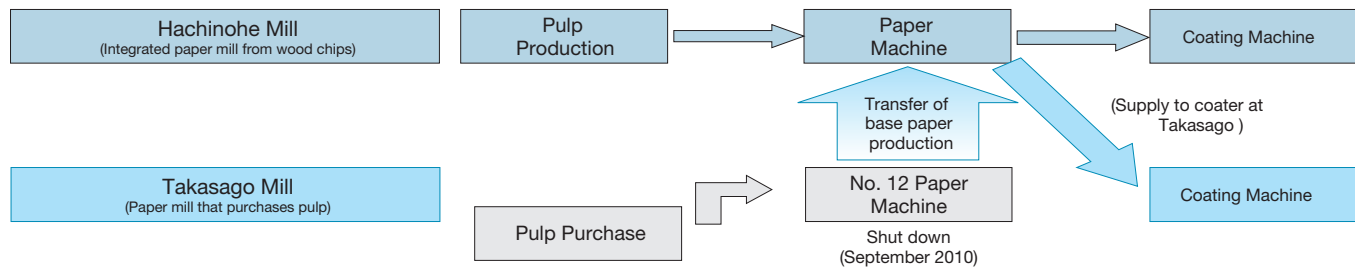 Hachinohe Mill
(Integrated paper mill from wood chips)
Pulp
Production
Paper
Machine
Coating Machine
Transfer of
base paper
production
(Supply to coater at
Takasago )
Takasago Mill
(Paper mill that purchases pulp)
Pulp Purchase
No. 12 Paper
Machine
Shut down
(September 2010)
Coating Machine